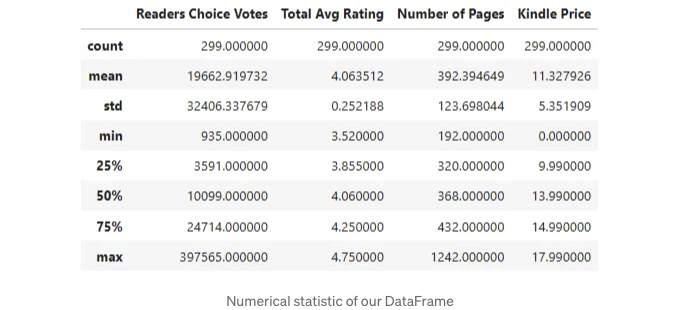 Readers Choice Votes Total Avg Rating Number of Pages Kindle Price
count 299.000000 299.000000 299.000000 299.000000
mean 19662.919732 4.063512 392.394649 11.327926
std 32406.337679 0.252188 123.698044 5.351909
min 935.000000 3.520000 192.000000 0.000000
25% 3591.000000 3.855000 320.000000 9.990000
50% 10099.000000 4.060000 368.000000 13.990000
75% 24714.000000 4.250000 432.000000 14.990000
max 397565.000000 4.750000 1242.000000 17.990000
Numerical statistic of our DataFrame